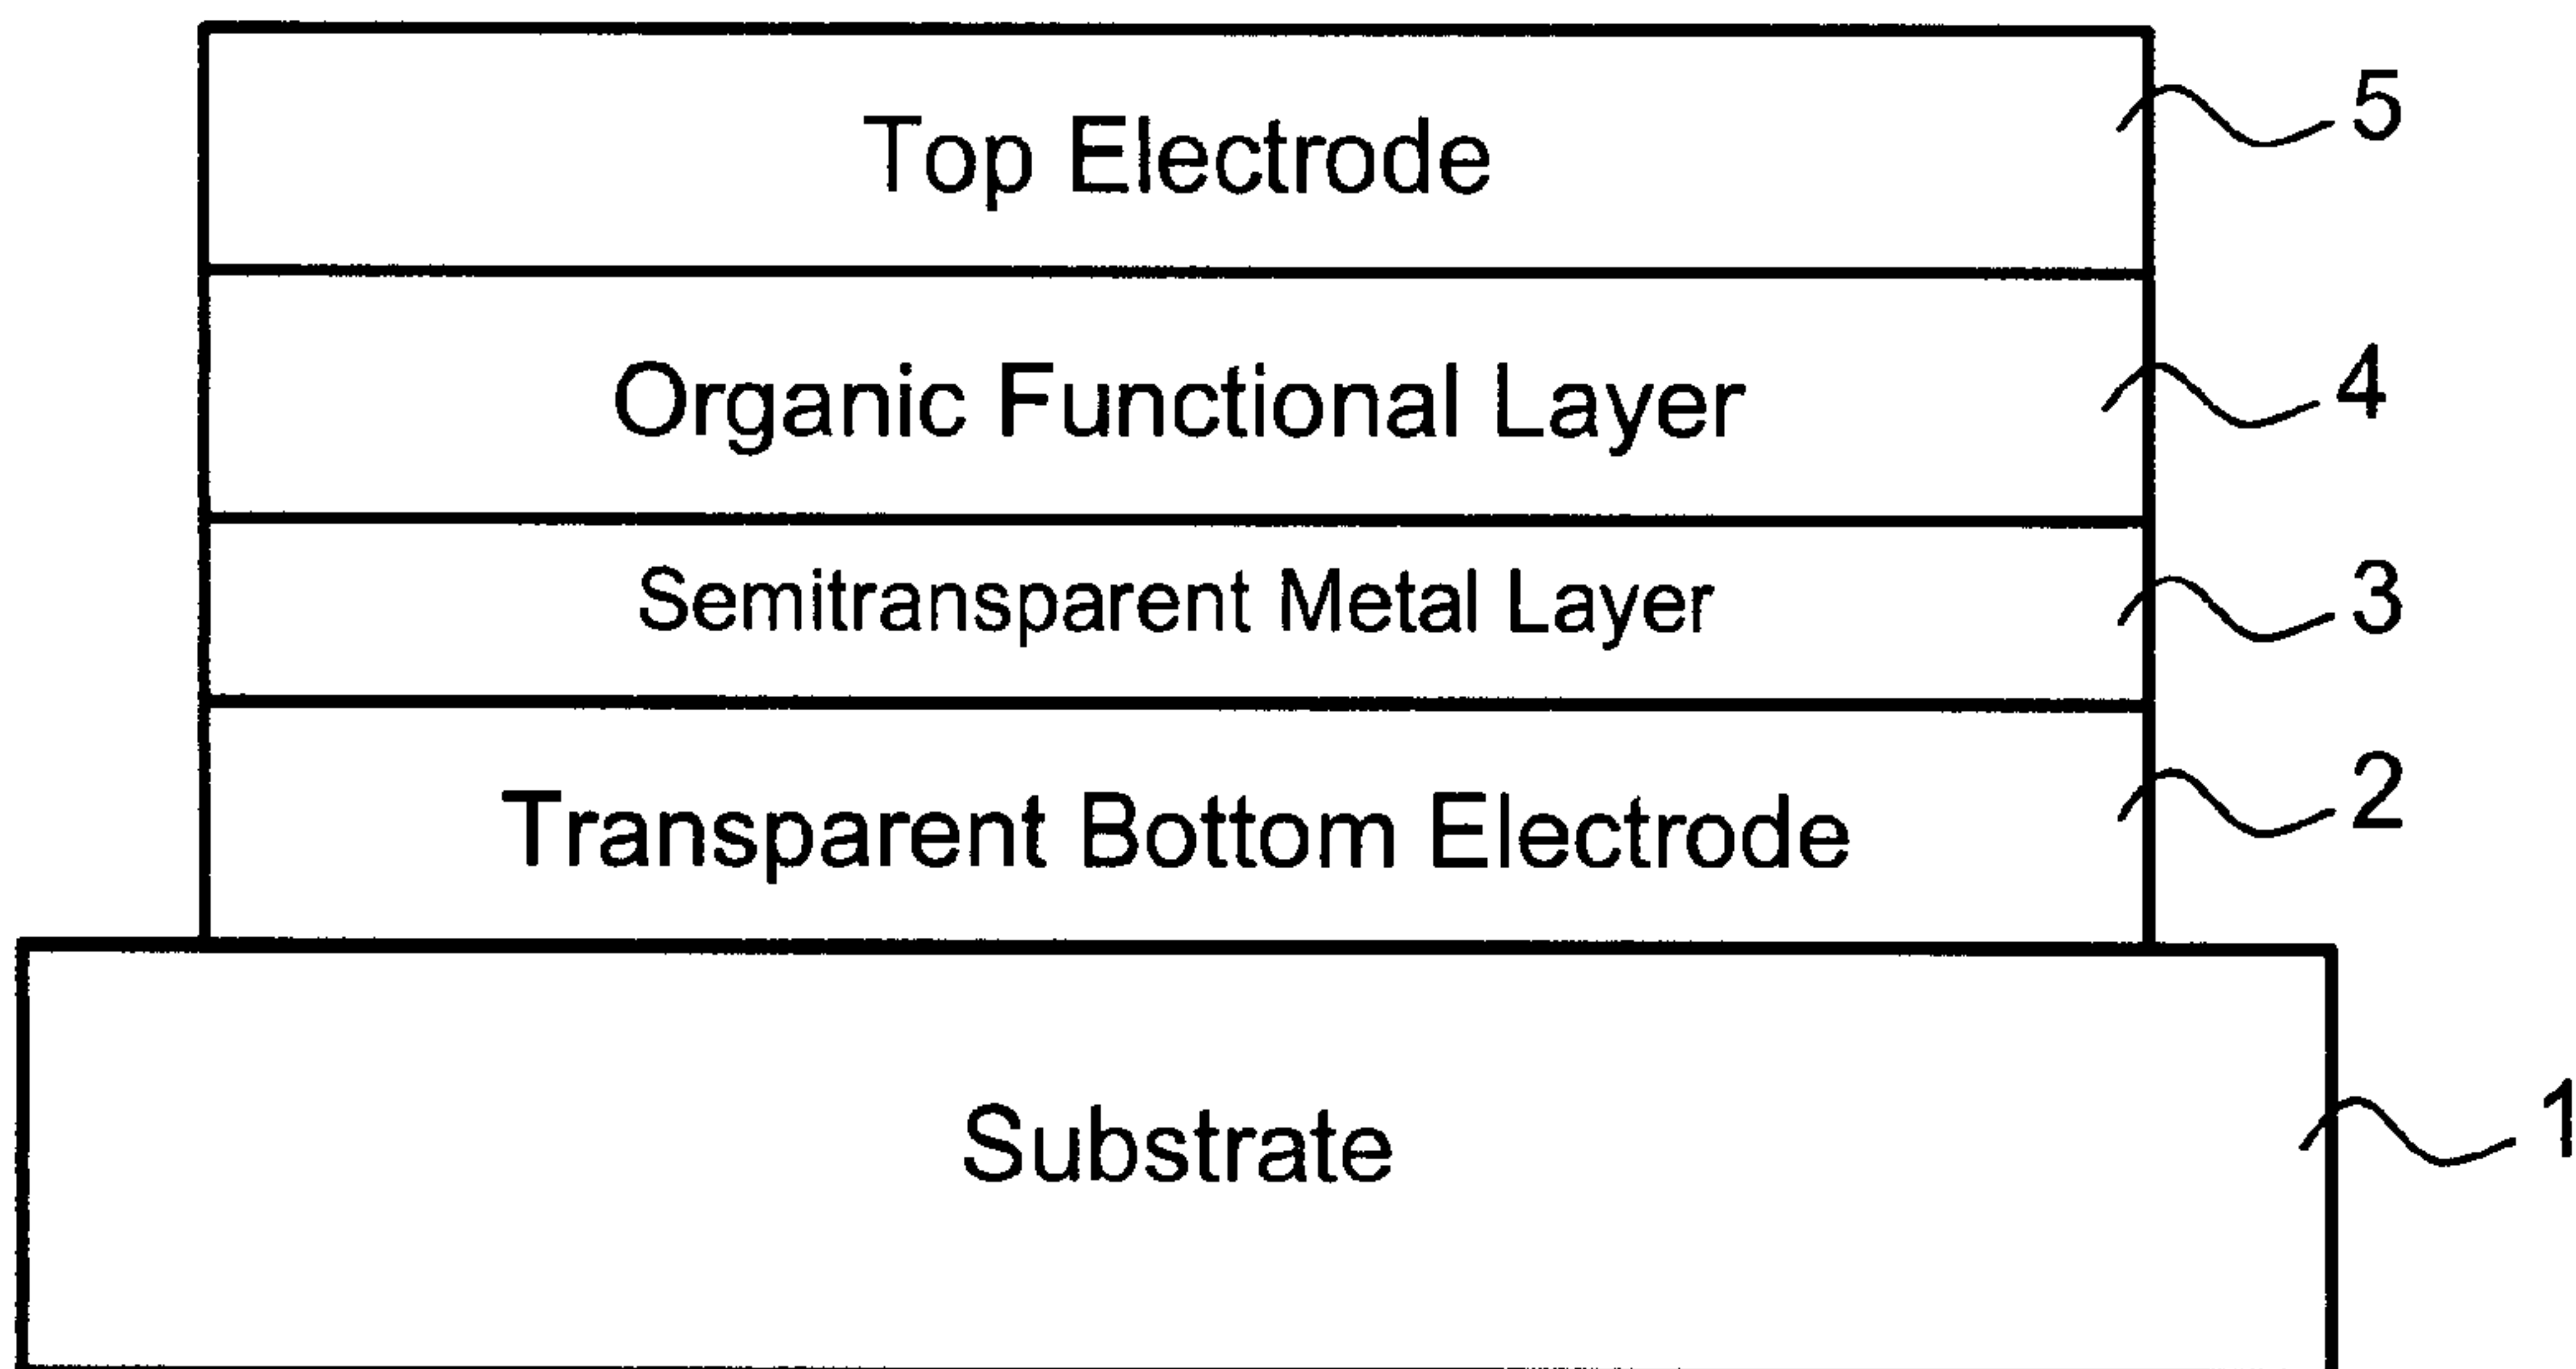 Top Electrode 5
Organic Functional Layer 4
Semitransparent Metal Layer 3
Transparent Bottom Electrode 2
Substrate 1